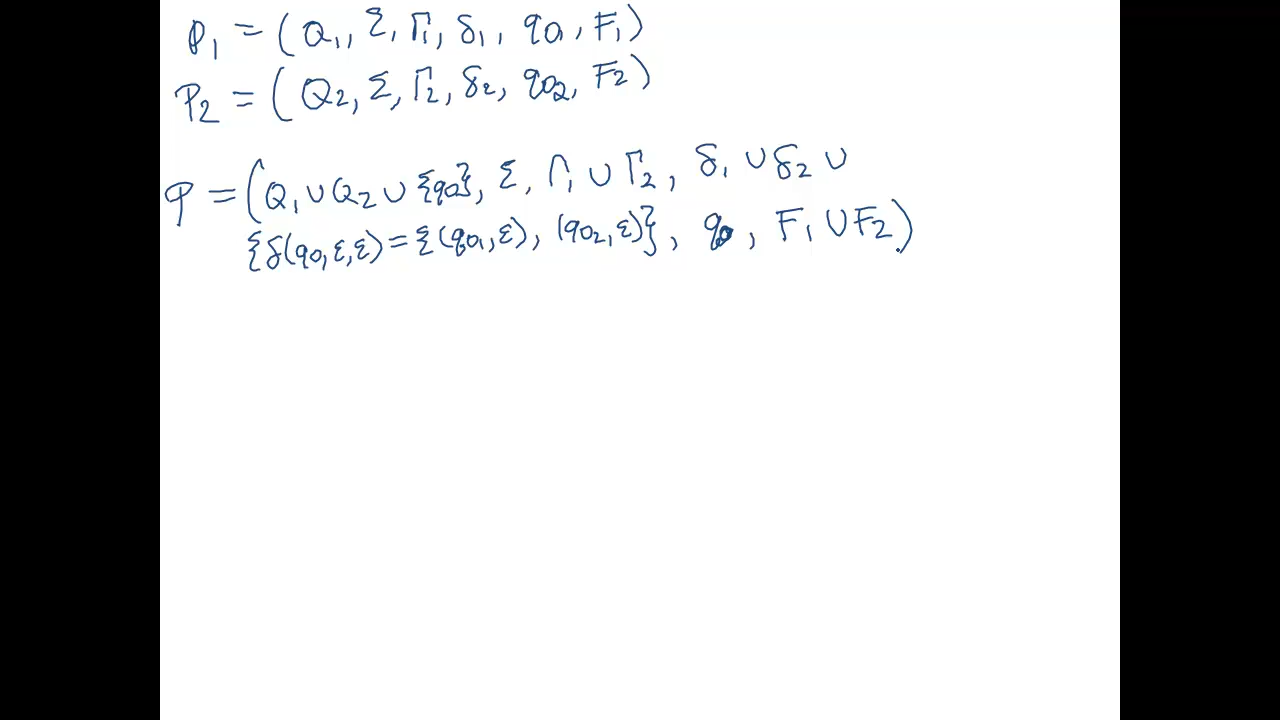 P₁ = (Q₁, Σ, Γ₁, δ₁, q₀₁, F₁)
P₂ = (Q₂, Σ, Γ₂, δ₂, q₀₂, F₂)
P = (Q₁ ∪ Q₂ ∪ {q₀}, Σ, Γ₁ ∪ Γ₂, δ₁ ∪ δ₂ ∪
{δ(q₀, ε, ε) = {(q₀₁, ε), (q₀₂, ε)}, q₀, F₁ ∪ F₂)